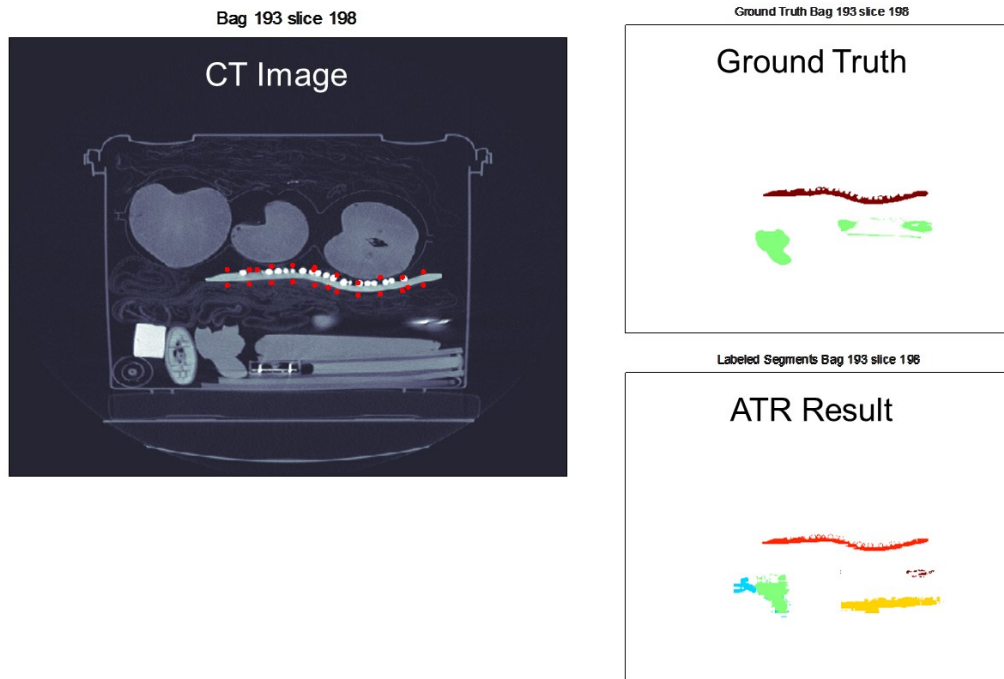 Bag 193 slice 198
CT Image
Ground Truth Bag 193 slice 198
Ground Truth
Labeled Segments Bag 193 slice 198
ATR Result